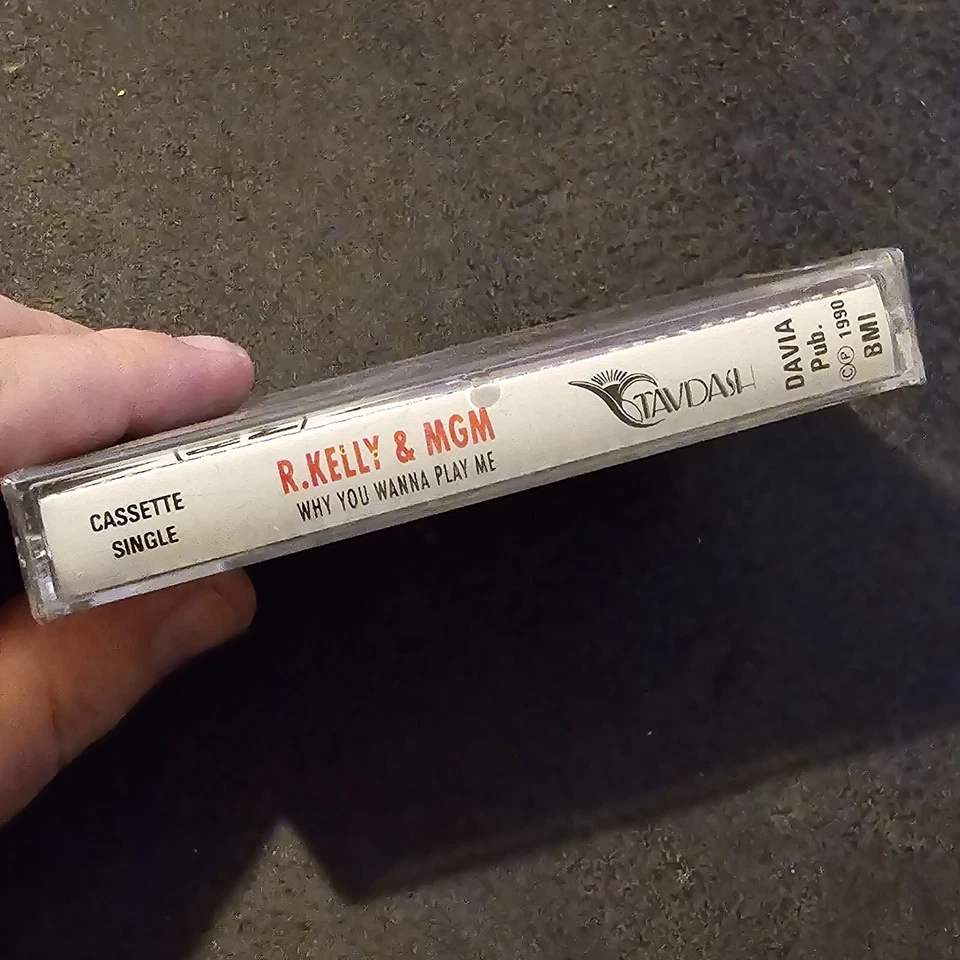 CASSETTE
SINGLE
R.KELLY & MGM
WHY YOU WANNA PLAY ME
TAVDASH
DAVIA
Pub.
©℗ 1990
BMI